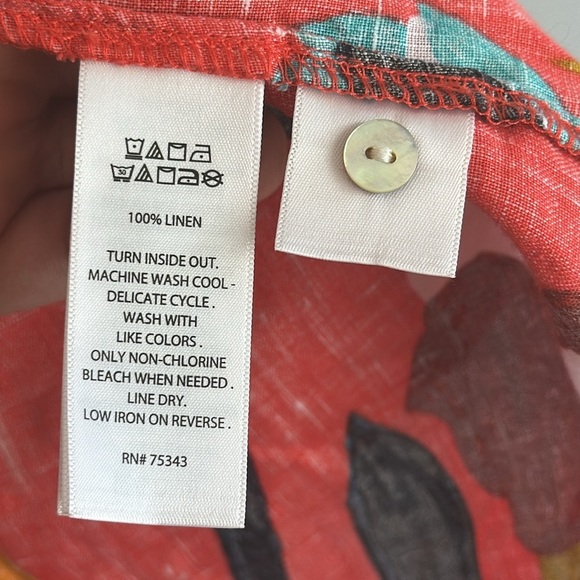 30
100% LINEN
TURN INSIDE OUT.
MACHINE WASH COOL -
DELICATE CYCLE .
WASH WITH
LIKE COLORS .
ONLY NON-CHLORINE
BLEACH WHEN NEEDED .
LINE DRY.
LOW IRON ON REVERSE .
RN# 75343